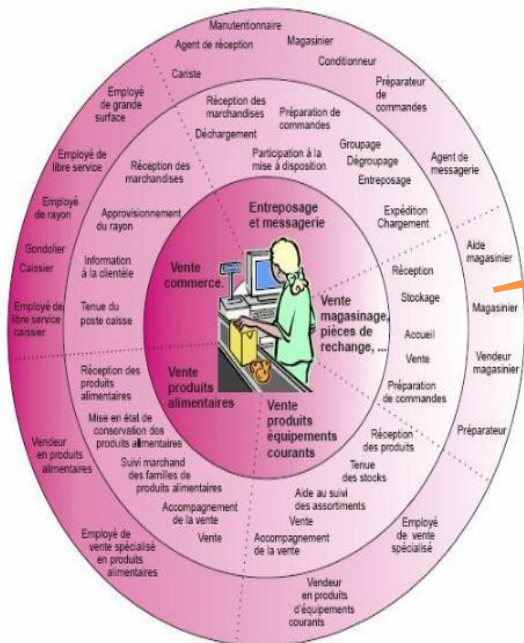 Manutentionnaire
Agent de réception
Magasinier
Conditionneur
Cariste
Préparateur
de
commandes
Employé
de grande
surface
Agent de
messagerie
Employé de
libre service
Employé
de rayon
Gondolier
Caissier
Employé de
libre service
caissier
Aide
magasinier
Magasinier
Vendeur
magasinier
Préparateur
Employé
de vente
spécialisé
Vendeur
en produits
d'équipements
courants
Employé de
vente spécialisé
en produits
alimentaires
Vendeur
en produits
alimentaires
Réception des
marchandises
Déchargement
Préparation de
commandes
Participation à la
mise à disposition
Groupage
Dégroupage
Entreposage
Expédition
Chargement
Réception des
marchandises
Approvisionnement
du rayon
Information
à la clientèle
Tenue du
poste caisse
Réception
Stockage
Accueil
Vente
Préparation
de commandes
Réception des
produits
alimentaires
Mise en état de
conservation des
produits alimentaires
Suivi marchand
des familles de
produits alimentaires
Accompagnement
de la vente
Vente
Réception
des produits
Tenue
des stocks
Aide au suivi
des assortiments
Vente
Accompagnement
de la vente
Entreposage
et messagerie
Vente
commerce.
Vente
magasinage,
pièces de
rechange, ...
Vente
produits
alimentaires
Vente
produits
équipements
courants